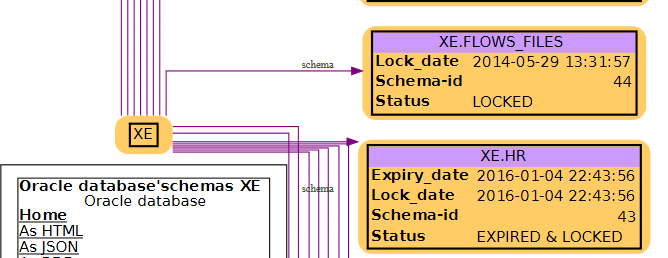 XE.FLOWS_FILES
Lock_date 2014-05-29 13:31:57
Schema-id 44
Status LOCKED
schema
XE
XE.HR
Expiry_date 2016-01-04 22:43:56
Lock_date 2016-01-04 22:43:56
Schema-id 43
Status EXPIRED & LOCKED
schema
Oracle database'schemas XE
Oracle database
Home
As HTML
As JSON